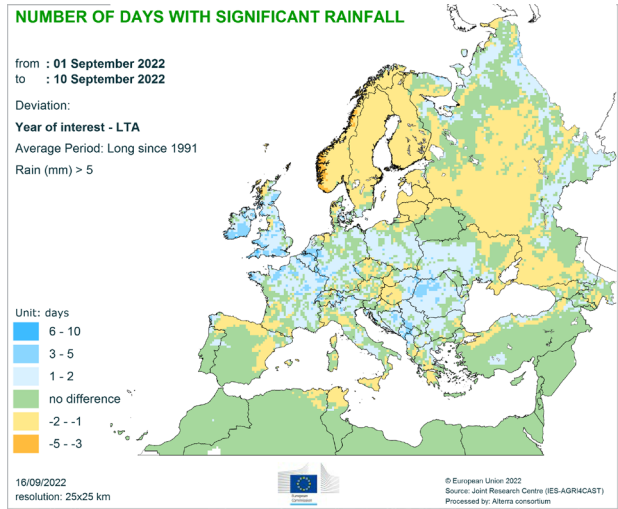 NUMBER OF DAYS WITH SIGNIFICANT RAINFALL
from : 01 September 2022
to : 10 September 2022
Deviation:
Year of interest - LTA
Average Period: Long since 1991
Rain (mm) > 5
Unit: days
6 - 10
3 - 5
1 - 2
no difference
-2 - -1
-5 - -3
16/09/2022
resolution: 25x25 km
European
Commission
© European Union 2022
Source: Joint Research Centre (IES-AGRI4CAST)
Processed by: Alterra consortium